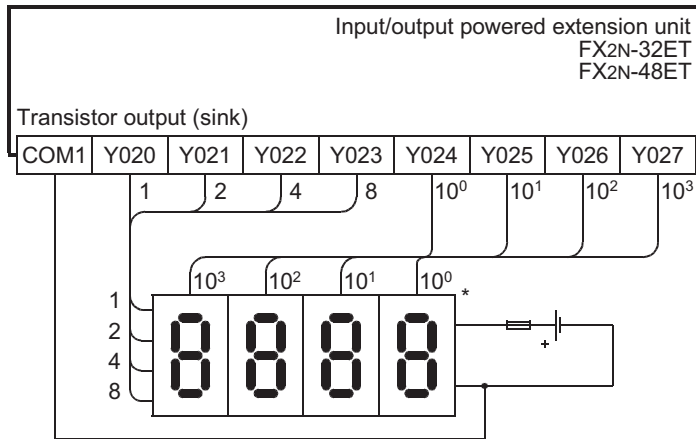 Input/output powered extension unit
FX2N-32ET
FX2N-48ET
Transistor output (sink)
COM1 Y020 Y021 Y022 Y023 Y024 Y025 Y026 Y027
1 2 4 8 10⁰ 10¹ 10² 10³
10³ 10² 10¹ 10⁰ *
1
2
4
8
+